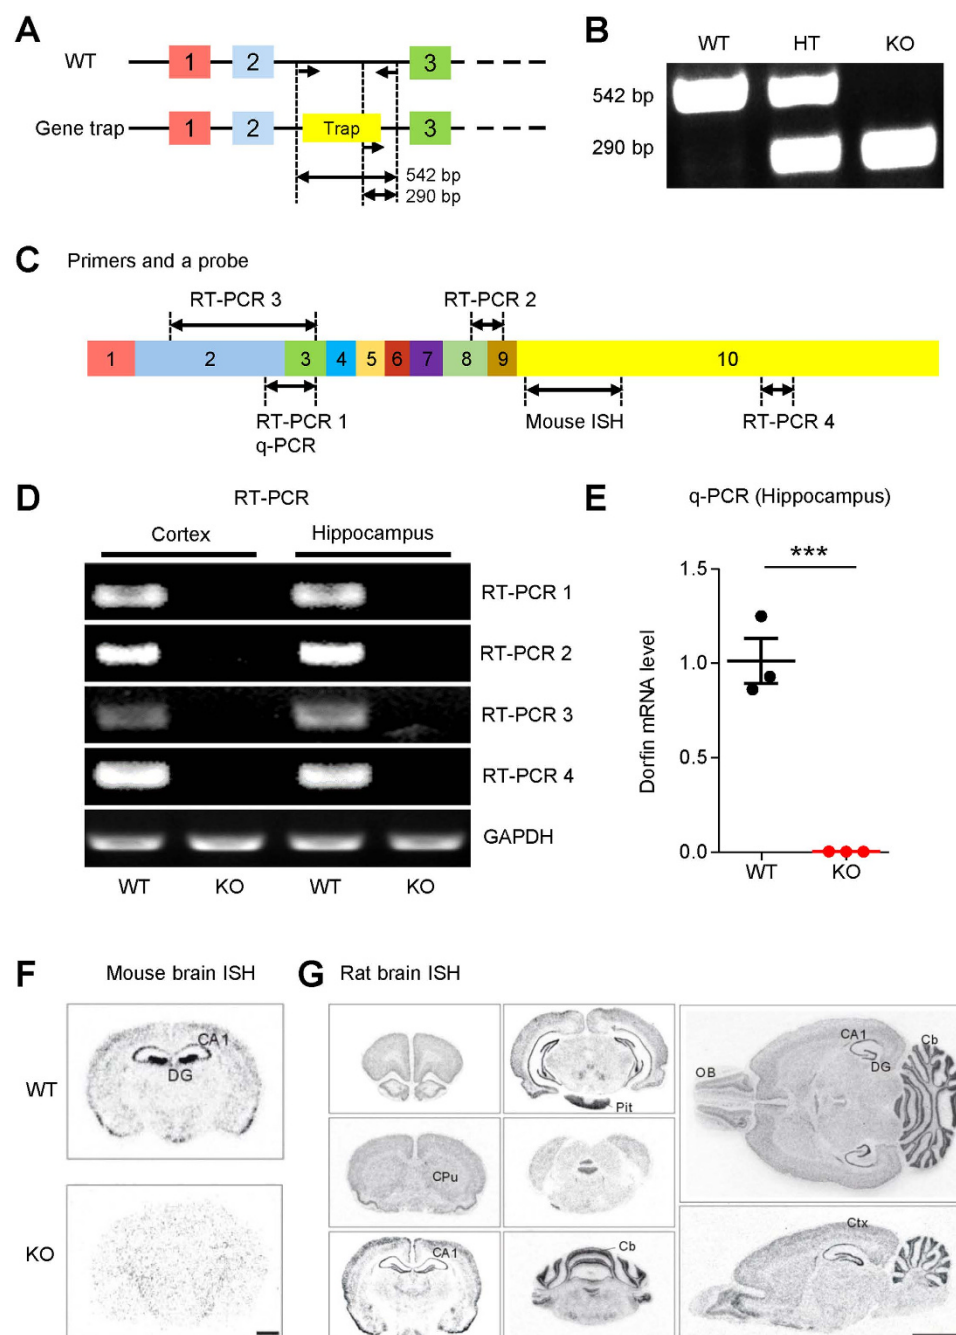 A
WT
1
2
3
Gene trap
1
2
Trap
3
542 bp
290 bp
B
WT HT KO
542 bp
290 bp
C Primers and a probe
RT-PCR 3
RT-PCR 2
1 2 3 4 5 6 7 8 9 10
RT-PCR 1
q-PCR
Mouse ISH
RT-PCR 4
D
RT-PCR
Cortex Hippocampus
RT-PCR 1
RT-PCR 2
RT-PCR 3
RT-PCR 4
GAPDH
WT KO WT KO
E
q-PCR (Hippocampus)
***
Dorfin mRNA level
1.5
1.0
0.5
0.0
WT KO
F Mouse brain ISH
WT
CA1
DG
KO
G Rat brain ISH
Pit
CPu
CA1
Cb
OB
CA1
DG
Cb
Ctx